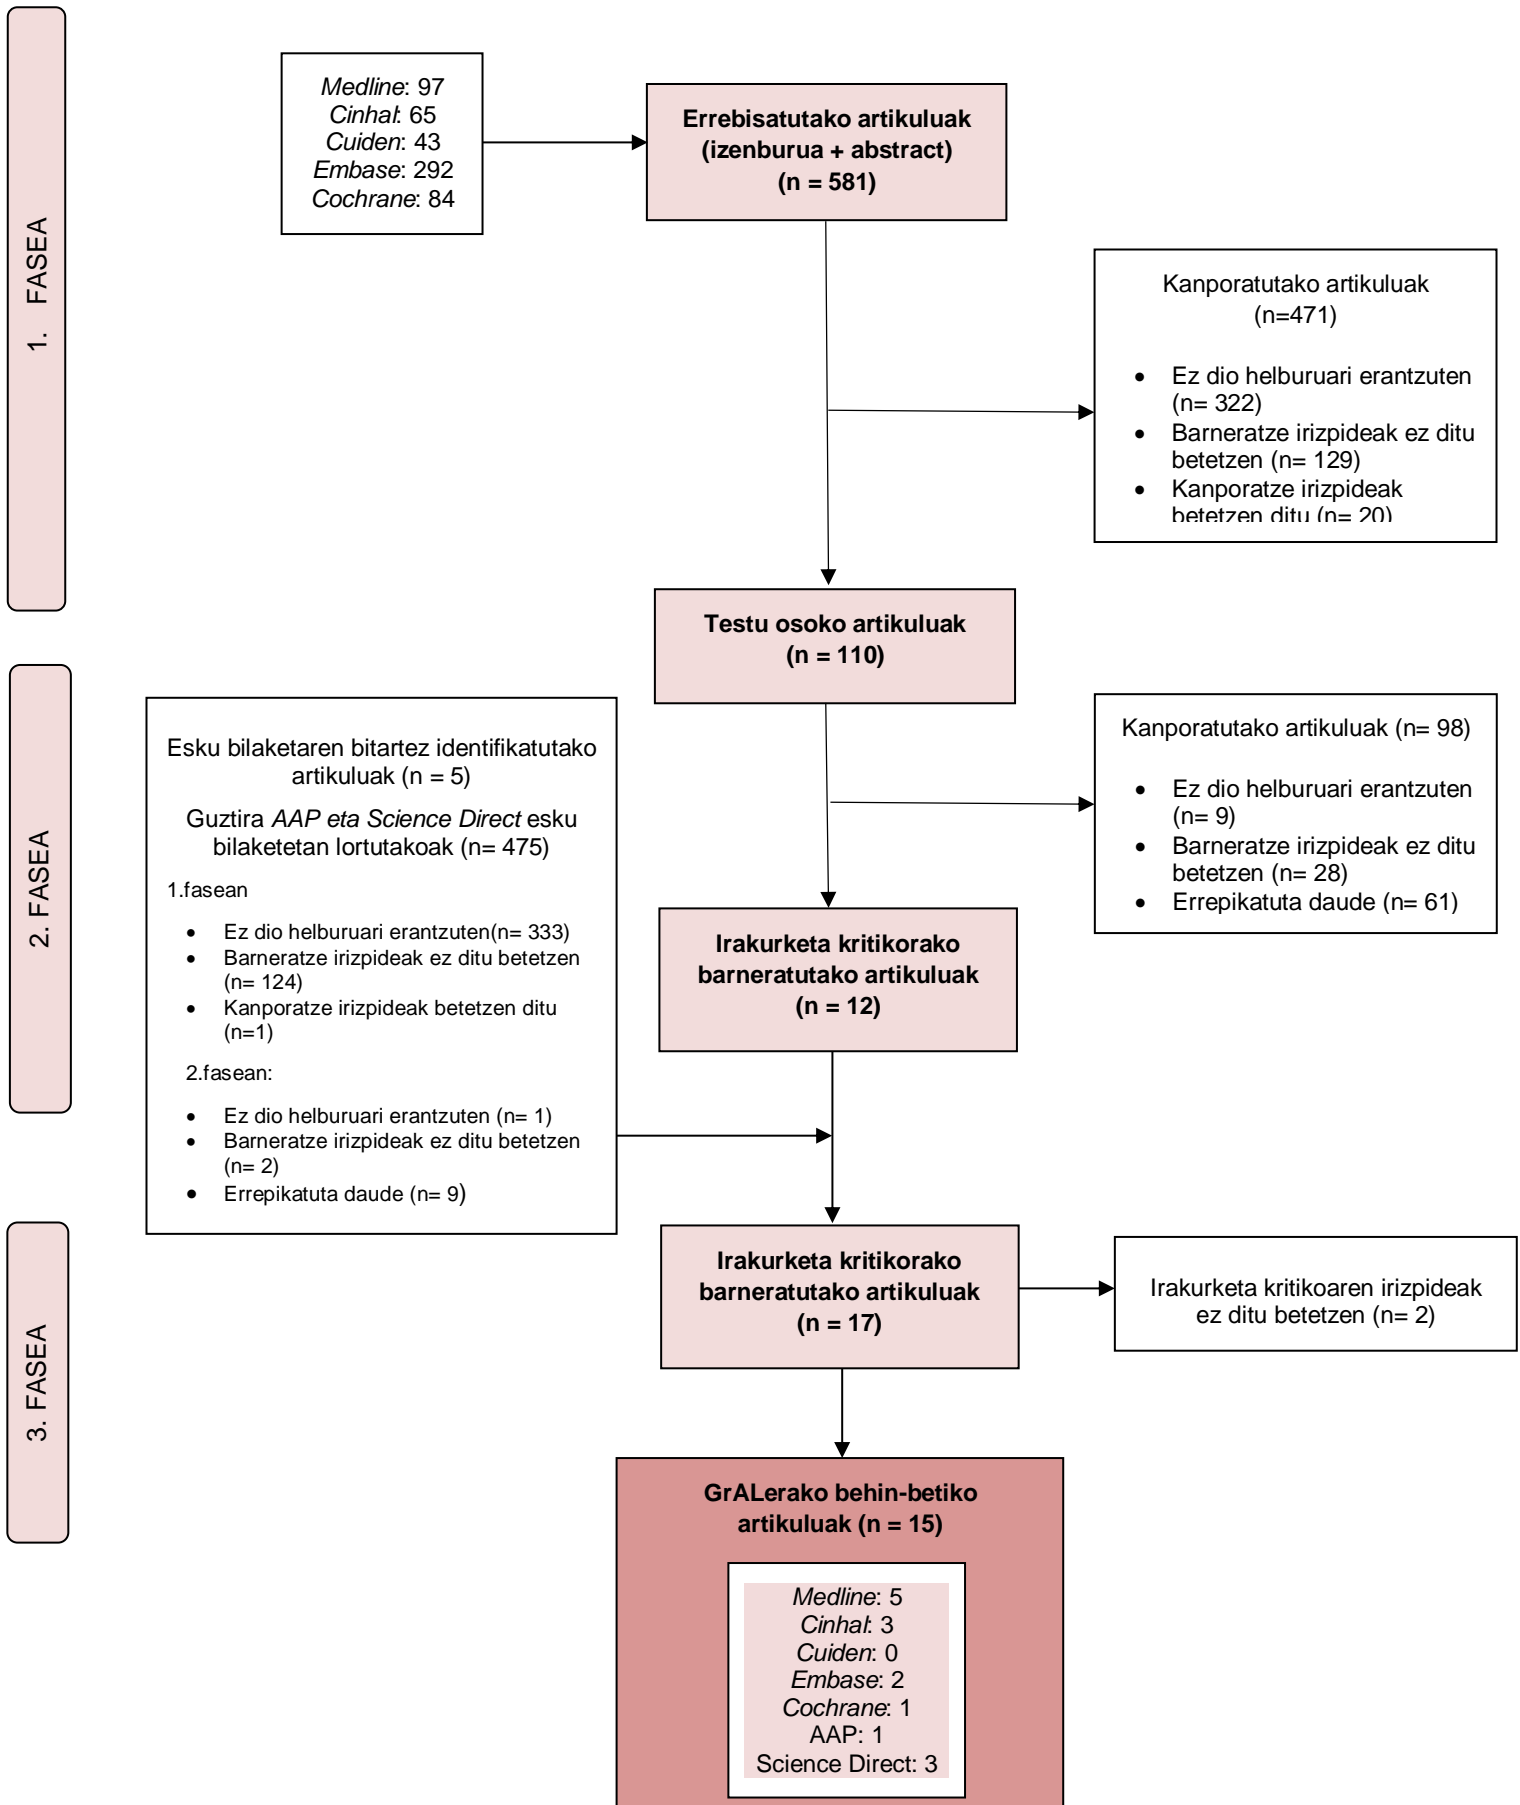 1. FASEA
Medline: 97
Cinhal: 65
Cuiden: 43
Embase: 292
Cochrane: 84
Errebisatutako artikuluak
(izenburua + abstract)
(n = 581)
Kanporatutako artikuluak
(n=471)
• Ez dio helburuari erantzuten
(n= 322)
• Barneratze irizpideak ez ditu
betetzen (n= 129)
• Kanporatze irizpideak
betetzen ditu (n= 20)
Testu osoko artikuluak
(n = 110)
2. FASEA
Esku bilaketaren bitartez identifikatutako
artikuluak (n = 5)
Guztira AAP eta Science Direct esku
bilaketetan lortutakoak (n= 475)
1.fasean
• Ez dio helburuari erantzuten(n= 333)
• Barneratze irizpideak ez ditu betetzen
(n= 124)
• Kanporatze irizpideak betetzen ditu
(n=1)
2.fasean:
• Ez dio helburuari erantzuten (n= 1)
• Barneratze irizpideak ez ditu betetzen
(n= 2)
• Errepikatuta daude (n= 9)
Kanporatutako artikuluak (n= 98)
• Ez dio helburuari erantzuten
(n= 9)
• Barneratze irizpideak ez ditu
betetzen (n= 28)
• Errepikatuta daude (n= 61)
Irakurketa kritikorako
barneratutako artikuluak
(n = 12)
3. FASEA
Irakurketa kritikorako
barneratutako artikuluak
(n = 17)
Irakurketa kritikoaren irizpideak
ez ditu betetzen (n= 2)
GrALerako behin-betiko
artikuluak (n = 15)
Medline: 5
Cinhal: 3
Cuiden: 0
Embase: 2
Cochrane: 1
AAP: 1
Science Direct: 3